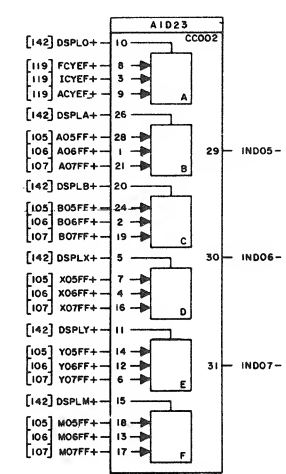 A1D23
CC002
[142] DSPLO+ 10
[119] FCYEF+ 8
[119] ICYEF+ 3
[119] ACYEF+ 9
A
[142] DSPLA+ 26
[105] A05FF+ 28
[106] A06FF+ 1
[107] A07FF+ 21
B
29 IND05-
[142] DSPLB+ 20
[105] B05FF+ 24
[106] B06FF+ 2
[107] B07FF+ 19
C
[142] DSPLX+ 5
30 IND06-
[105] X05FF+ 7
[106] X06FF+ 4
[107] X07FF+ 16
D
[142] DSPLY+ 11
[105] Y05FF+ 14
[106] Y06FF+ 12
[107] Y07FF+ 6
E
31 IND07-
[142] DSPLM+ 15
[105] M05FF+ 18
[106] M06FF+ 13
[107] M07FF+ 17
F